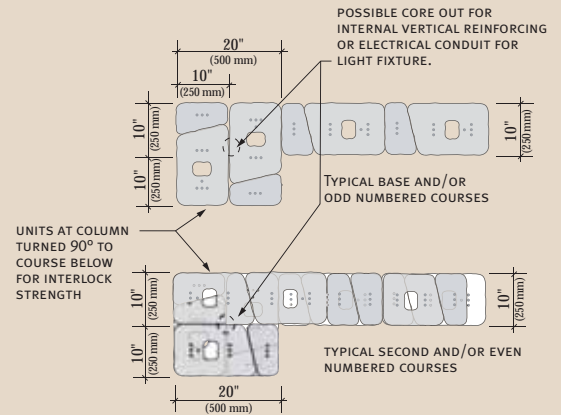 POSSIBLE CORE OUT FOR
INTERNAL VERTICAL REINFORCING
OR ELECTRICAL CONDUIT FOR
LIGHT FIXTURE.
20"
(500 mm)
10"
(250 mm)
10"
(250 mm)
10"
(250 mm)
10"
(250 mm)
TYPICAL BASE AND/OR
ODD NUMBERED COURSES
UNITS AT COLUMN
TURNED 90° TO
COURSE BELOW
FOR INTERLOCK
STRENGTH
10"
(250 mm)
10"
(250 mm)
10"
(250 mm)
TYPICAL SECOND AND/OR EVEN
NUMBERED COURSES
20"
(500 mm)